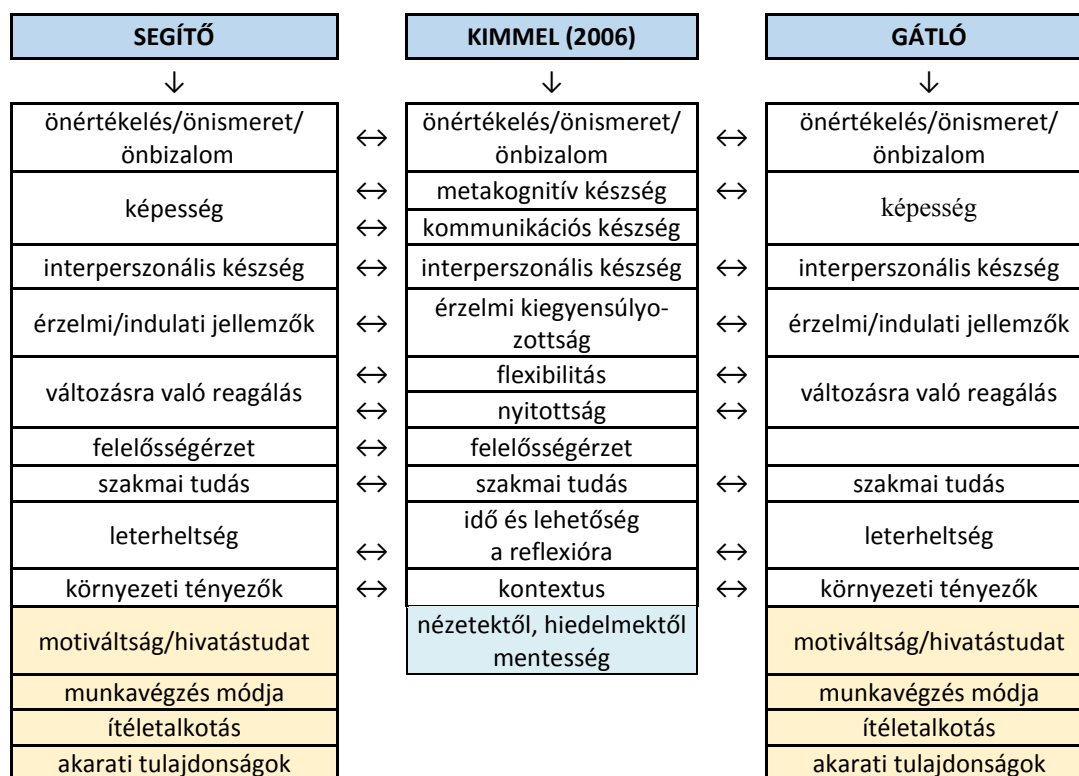 SEGÍTŐ KIMMEL (2006) GÁTLÓ
↓ ↓ ↓
önértékelés/önismeret/ önértékelés/önismeret/ önértékelés/önismeret/
önbizalom ↔ önbizalom ↔ önbizalom
képesség ↔ metakognitív készség ↔ képesség
↔ kommunikációs készség
interperszonális készség ↔ interperszonális készség ↔ interperszonális készség
érzelmi/indulati jellemzők ↔ érzelmi kiegyensúlyo- ↔ érzelmi/indulati jellemzők
zottság
változásra való reagálás ↔ flexibilitás ↔ változásra való reagálás
↔ nyitottság ↔
felelősségérzet ↔ felelősségérzet
szakmai tudás ↔ szakmai tudás ↔ szakmai tudás
leterheltség ↔ idő és lehetőség ↔ leterheltség
a reflexióra
környezeti tényezők ↔ kontextus ↔ környezeti tényezők
motiváltság/hivatástudat nézetektől, hiedelmektől motiváltság/hivatástudat
mentesség
munkavégzés módja munkavégzés módja
ítéletalkotás ítéletalkotás
akarati tulajdonságok akarati tulajdonságok